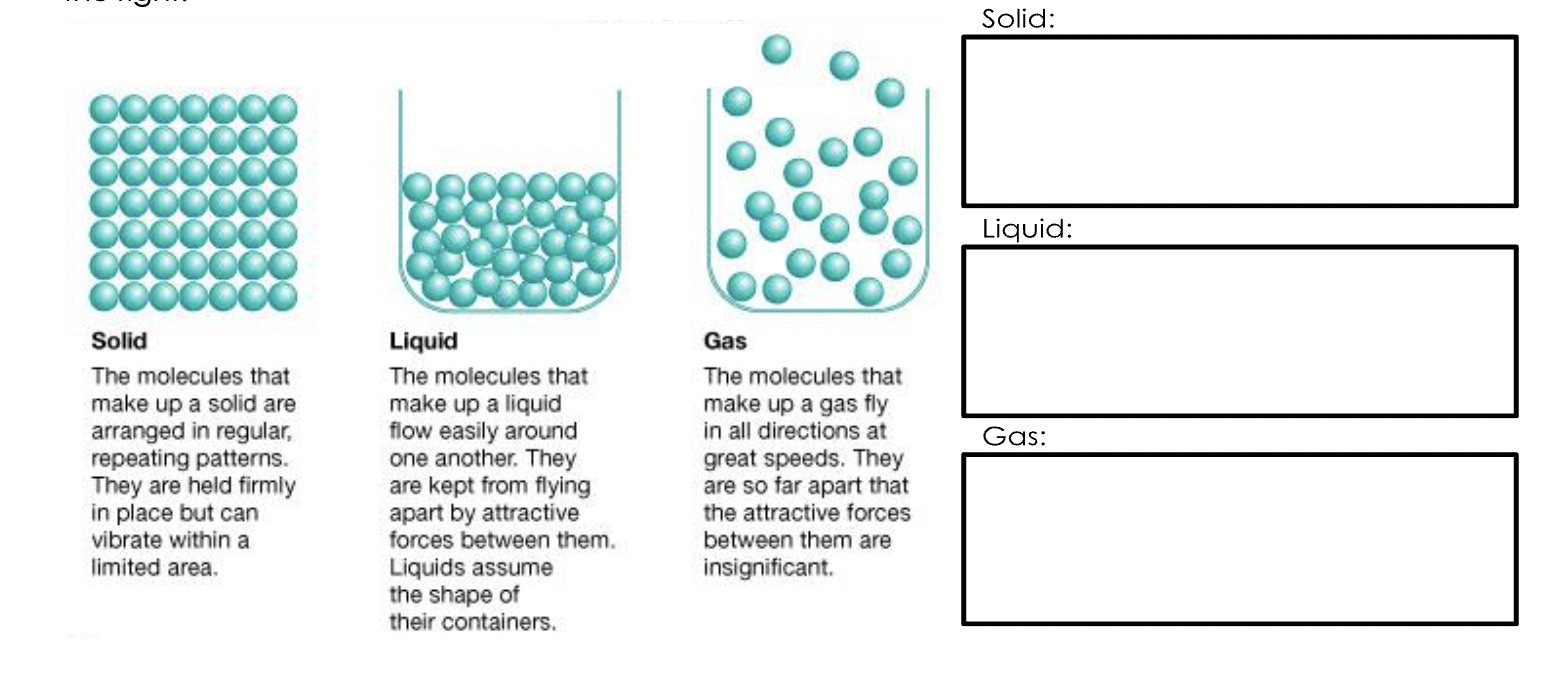 the right.
Solid:
Liquid:
Gas:
Solid
The molecules that
make up a solid are
arranged in regular,
repeating patterns.
They are held firmly
in place but can
vibrate within a
limited area.
Liquid
The molecules that
make up a liquid
flow easily around
one another. They
are kept from flying
apart by attractive
forces between them.
Liquids assume
the shape of
their containers.
Gas
The molecules that
make up a gas fly
in all directions at
great speeds. They
are so far apart that
the attractive forces
between them are
insignificant.